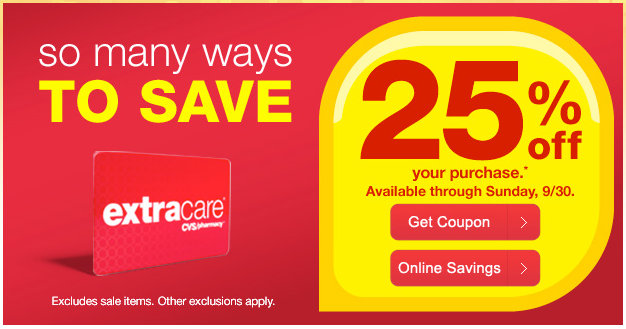 so many ways
TO SAVE
extracare®
CVS/pharmacy®
Excludes sale items. Other exclusions apply.
25%
off
your purchase.*
Available through Sunday, 9/30.
Get Coupon >
Online Savings >